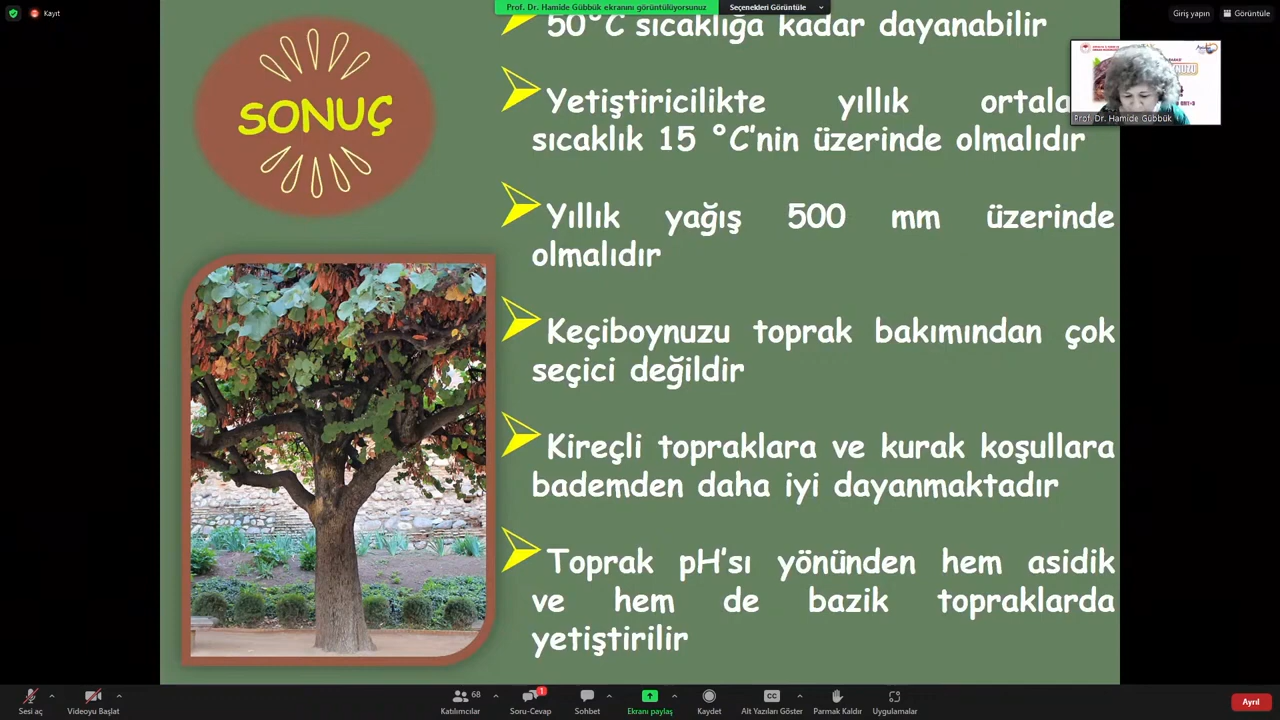 Kayıt
Prof. Dr. Hamide Gübbük ekranını görüntülüyorsunuz
Seçenekleri Görüntüle
Giriş yapın
Görüntüle
SONUÇ
50°C sıcaklığa kadar dayanabilir
Yetiştiricilikte yıllık
sıcaklık 15 °C'nin üzerinde olmalıdır
Yıllık yağış 500 mm üzerinde
olmalıdır
Keçiboynuzu toprak bakımından çok
seçici değildir
Kireçli topraklara ve kurak koşullara
bademden daha iyi dayanmaktadır
Toprak pH'sı yönünden hem asidik
ve hem de bazik topraklarda
yetiştirilir
Prof. Dr. Hamide Gübbük
Sesi aç
Videoyu Başlat
68
Katılımcılar
1
Soru-Cevap
Sohbet
Ekranı paylaş
Kaydet
CC
Alt Yazıları Göster
Parmak Kaldır
Uygulamalar
Ayrıl